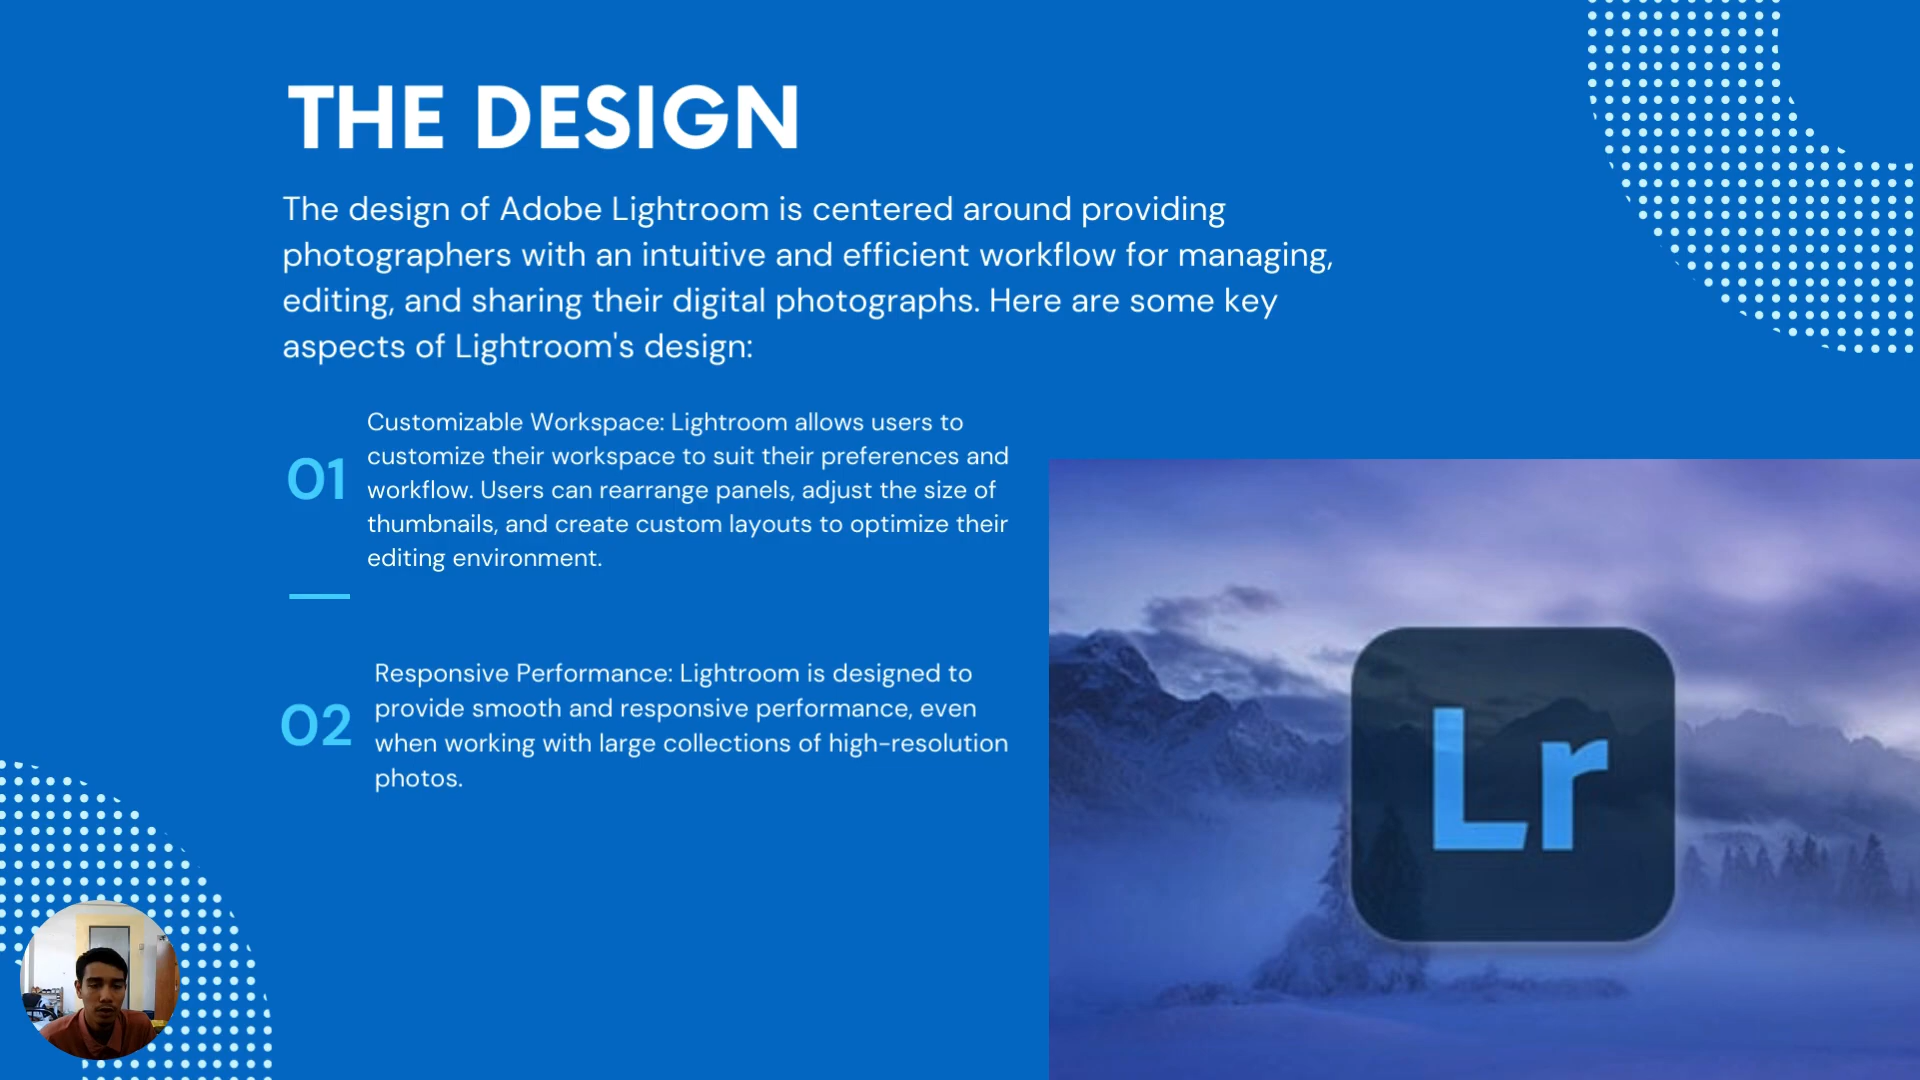 THE DESIGN
The design of Adobe Lightroom is centered around providing
photographers with an intuitive and efficient workflow for managing,
editing, and sharing their digital photographs. Here are some key
aspects of Lightroom's design:
01
Customizable Workspace: Lightroom allows users to
customize their workspace to suit their preferences and
workflow. Users can rearrange panels, adjust the size of
thumbnails, and create custom layouts to optimize their
editing environment.
02
Responsive Performance: Lightroom is designed to
provide smooth and responsive performance, even
when working with large collections of high-resolution
photos.
Lr